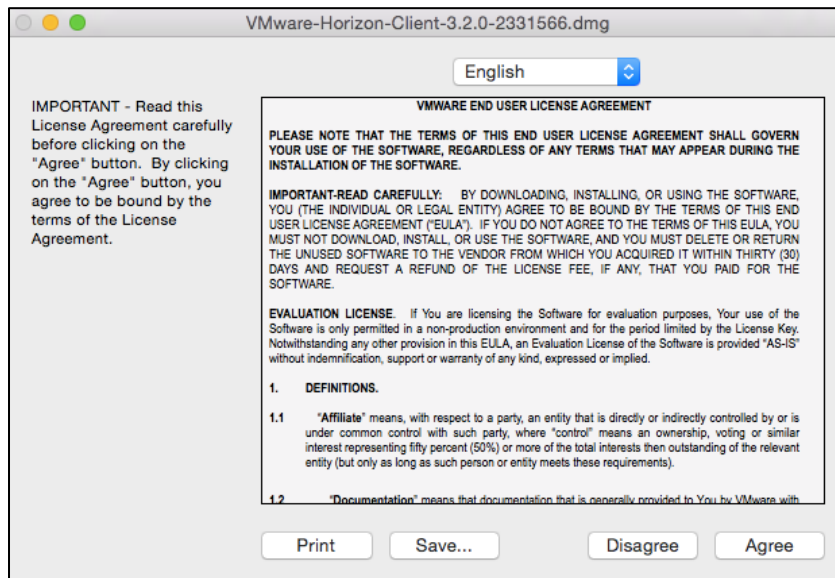 VMware-Horizon-Client-3.2.0-2331566.dmg
English
IMPORTANT - Read this
License Agreement carefully
before clicking on the
"Agree" button.  By clicking
on the "Agree" button, you
agree to be bound by the
terms of the License
Agreement.
VMWARE END USER LICENSE AGREEMENT
PLEASE NOTE THAT THE TERMS OF THIS END USER LICENSE AGREEMENT SHALL GOVERN
YOUR USE OF THE SOFTWARE, REGARDLESS OF ANY TERMS THAT MAY APPEAR DURING THE
INSTALLATION OF THE SOFTWARE.
IMPORTANT-READ CAREFULLY: BY DOWNLOADING, INSTALLING, OR USING THE SOFTWARE,
YOU (THE INDIVIDUAL OR LEGAL ENTITY) AGREE TO BE BOUND BY THE TERMS OF THIS END
USER LICENSE AGREEMENT (“EULA”). IF YOU DO NOT AGREE TO THE TERMS OF THIS EULA, YOU
MUST NOT DOWNLOAD, INSTALL, OR USE THE SOFTWARE, AND YOU MUST DELETE OR RETURN
THE UNUSED SOFTWARE TO THE VENDOR FROM WHICH YOU ACQUIRED IT WITHIN THIRTY (30)
DAYS AND REQUEST A REFUND OF THE LICENSE FEE, IF ANY, THAT YOU PAID FOR THE
SOFTWARE.
EVALUATION LICENSE. If You are licensing the Software for evaluation purposes, Your use of the
Software is only permitted in a non-production environment and for the period limited by the License Key.
Notwithstanding any other provision in this EULA, an Evaluation License of the Software is provided “AS-IS”
without indemnification, support or warranty of any kind, expressed or implied.
1. DEFINITIONS.
1.1 “Affiliate” means, with respect to a party, an entity that is directly or indirectly controlled by or is
under common control with such party, where “control” means an ownership, voting or similar
interest representing fifty percent (50%) or more of the total interests then outstanding of the relevant
entity (but only as long as such person or entity meets these requirements).
1.2 “Documentation” means that documentation that is generally provided to You by VMware with
Print
Save...
Disagree
Agree